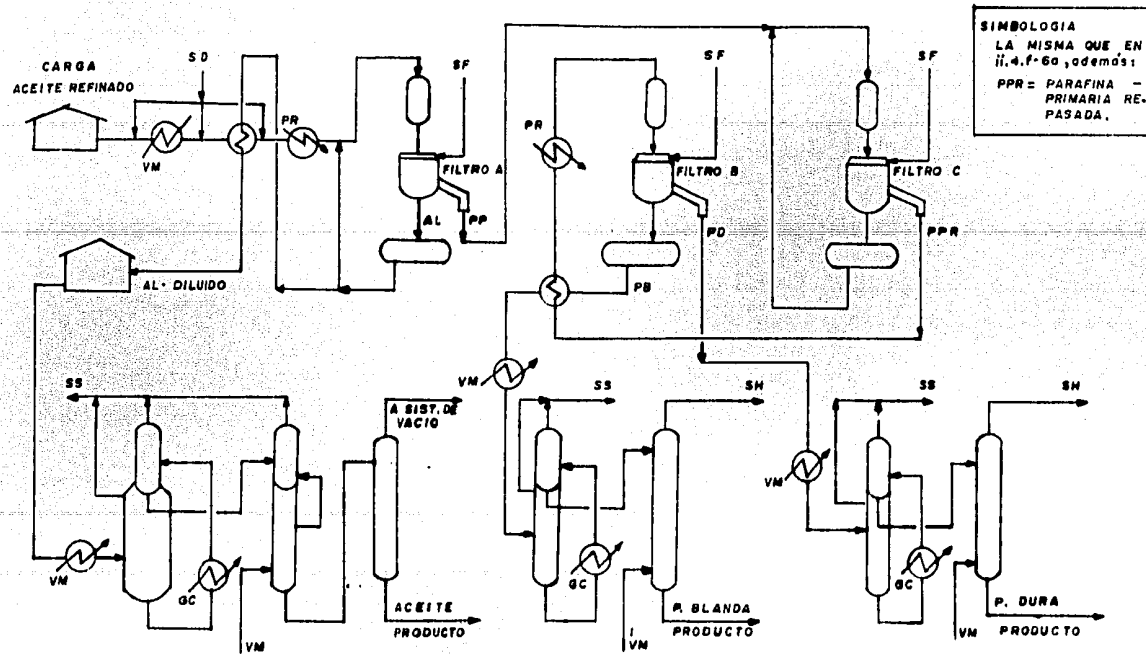 SIMBOLOGIA
LA MISMA QUE EN
ii.4.f-6a, además:
PPR = PARAFINA -
PRIMARIA RE-
PASADA.
CARGA
ACEITE REFINADO
SD
VM
PR
SF
FILTRO A
AL
PP
AL- DILUIDO
PR
SF
FILTRO B
PD
PB
SF
FILTRO C
PPR
SS
A SIST. DE
VACIO
VM
GC
VM
ACEITE
PRODUCTO
VM
SS
SH
GC
VM
P. BLANDA
PRODUCTO
VM
SS
SH
GC
VM
P. DURA
PRODUCTO